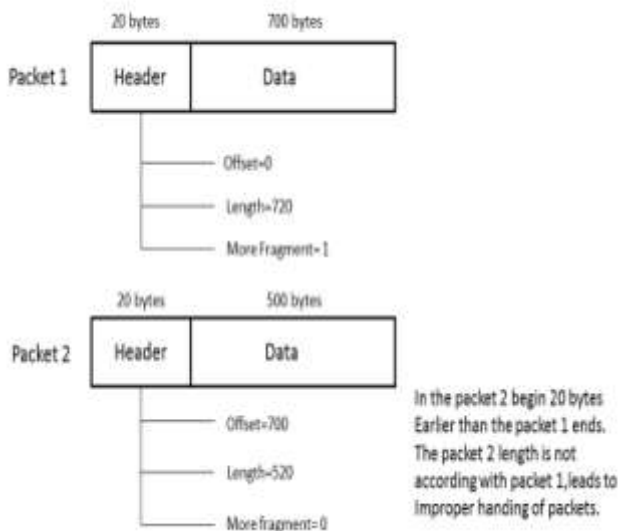 20 bytes 700 bytes
Packet 1 Header Data
Offset=0
Length=720
More Fragment= 1
20 bytes 500 bytes
Packet 2 Header Data
Offset=700
Length=520
More fragment= 0
In the packet 2 begin 20 bytes
Earlier than the packet 1 ends.
The packet 2 length is not
according with packet 1,leads to
Improper handing of packets.